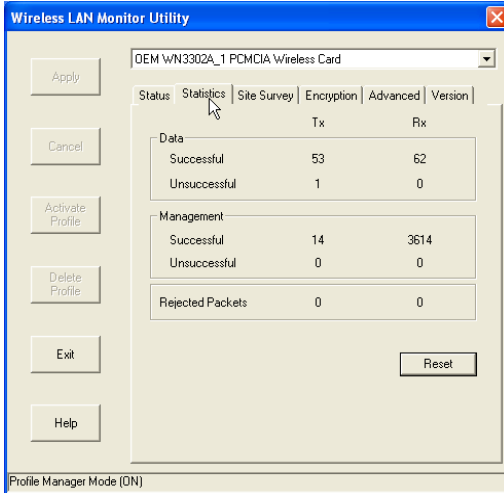 Wireless LAN Monitor Utility
OEM WN3302A_1 PCMCIA Wireless Card
Apply
Cancel
Activate
Profile
Delete
Profile
Exit
Help
Status Statistics Site Survey Encryption Advanced Version
Tx Rx
Data
Successful 53 62
Unsuccessful 1 0
Management
Successful 14 3614
Unsuccessful 0 0
Rejected Packets 0 0
Reset
Profile Manager Mode (ON)